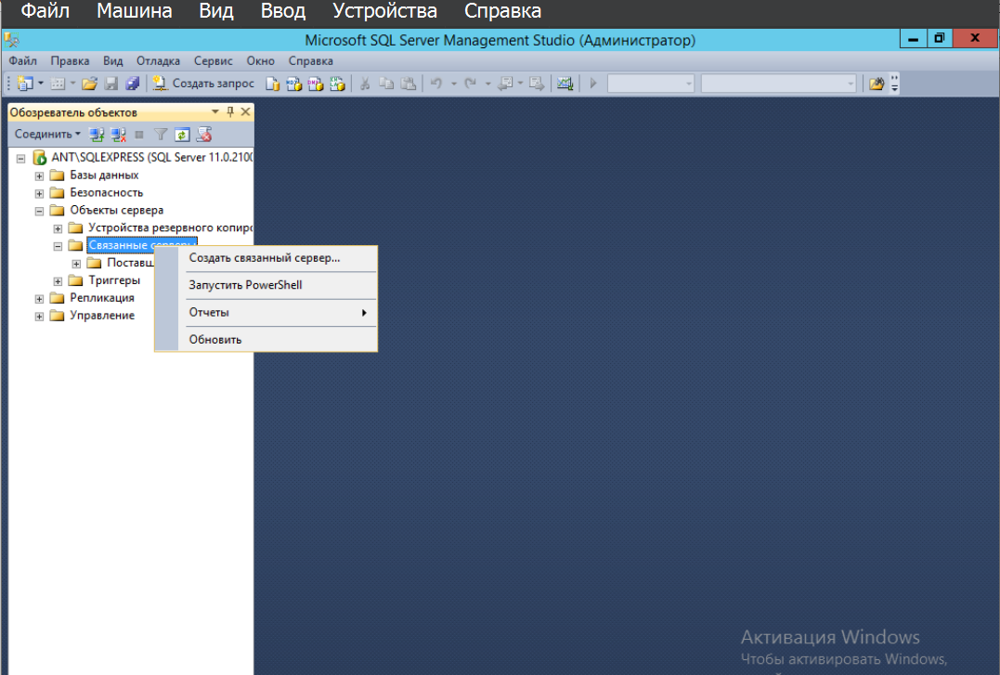 Файл Машина Вид Ввод Устройства Справка
Microsoft SQL Server Management Studio (Администратор)
Файл Правка Вид Отладка Сервис Окно Справка
Создать запрос
Обозреватель объектов
Соединить
ANT\SQLEXPRESS (SQL Server 11.0.2100
Базы данных
Безопасность
Объекты сервера
Устройства резервного копиро
Связанные серверы
Создать связанный сервер...
Поставщ
Триггеры
Запустить PowerShell
Репликация
Отчеты
Управление
Обновить
Активация Windows
Чтобы активировать Windows,